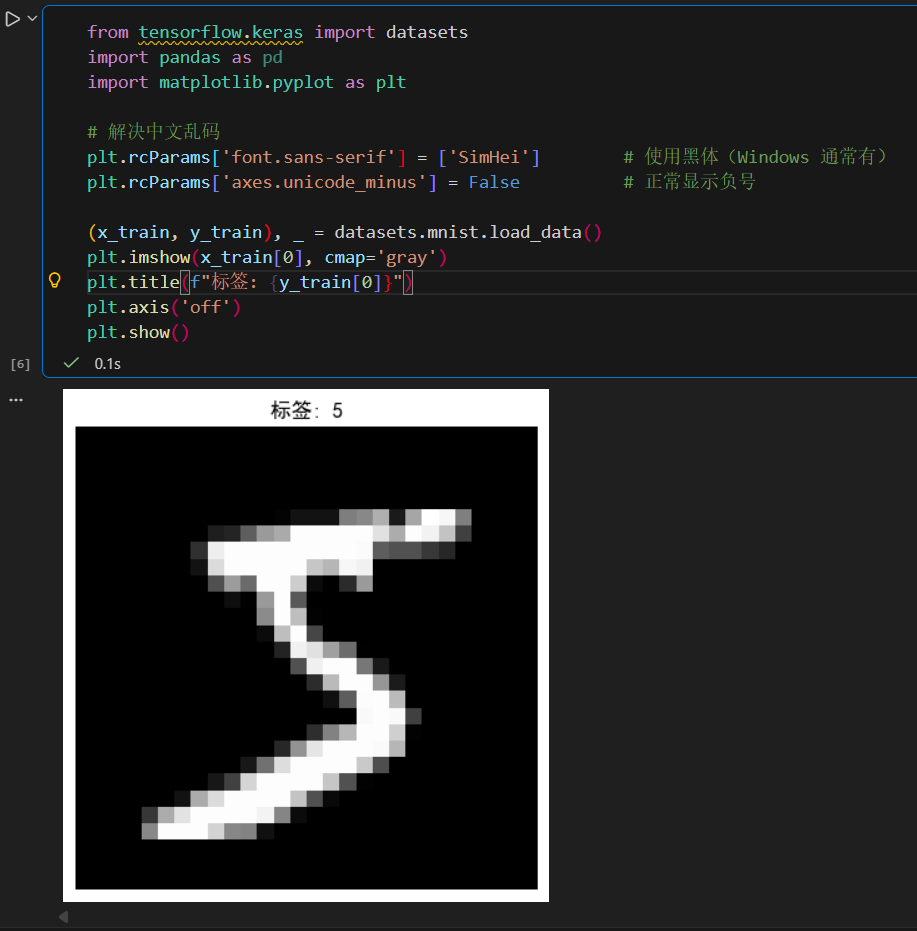 from tensorflow.keras import datasets
import pandas as pd
import matplotlib.pyplot as plt
# 解决中文乱码
plt.rcParams['font.sans-serif'] = ['SimHei']        # 使用黑体（Windows 通常有）
plt.rcParams['axes.unicode_minus'] = False          # 正常显示负号
(x_train, y_train), _ = datasets.mnist.load_data()
plt.imshow(x_train[0], cmap='gray')
plt.title(f"标签: {y_train[0]}")
plt.axis('off')
plt.show()
[6] 0.1s
标签: 5